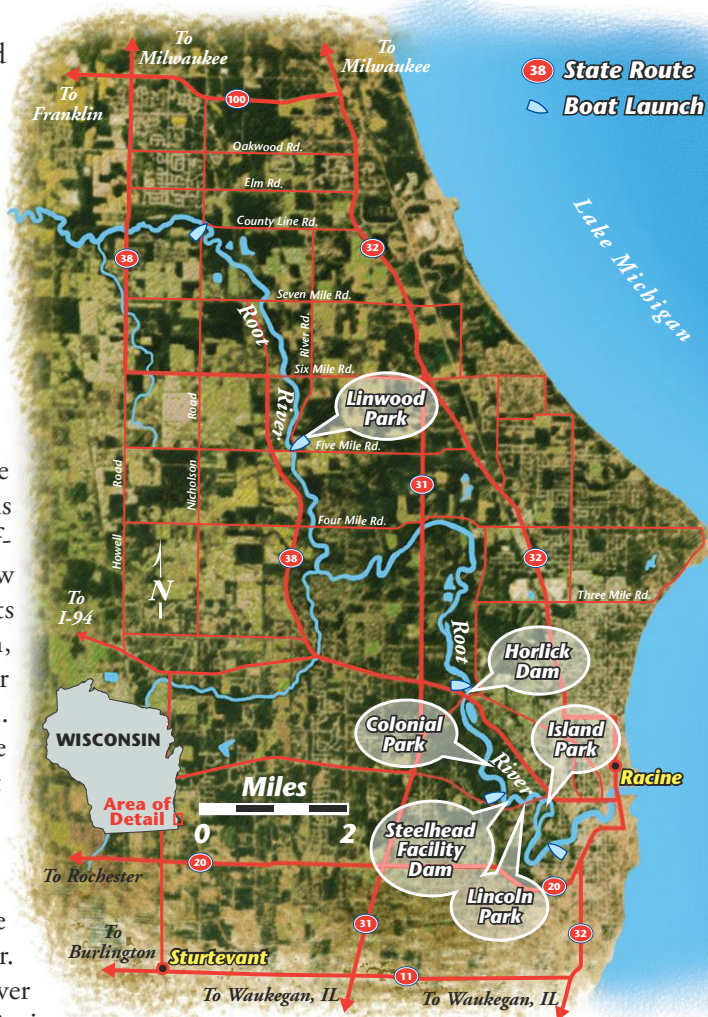 To
Milwaukee
To
Milwaukee
38 State Route
Boat Launch
To
Franklin
100
Oakwood Rd.
Elm Rd.
County Line Rd.
32
38
Lake Michigan
Seven Mile Rd.
Root
River Rd.
Six Mile Rd.
River
Linwood
Park
Road
Five Mile Rd.
Road
Nicholson
31
Four Mile Rd.
Howell
38
32
N
To
I-94
Three Mile Rd.
Root
Horlick
Dam
WISCONSIN
Area of
Detail
Colonial
Park
Island
Park
River
Racine
Miles
0 2
Steelhead
Facility
Dam
Lincoln
Park
20
To Rochester
20
31
32
To
Burlington
Sturtevant
11
To Waukegan, IL
To Waukegan, IL